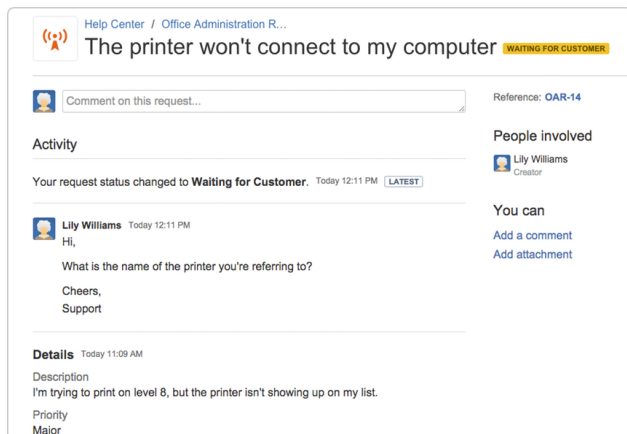 Help Center / Office Administration R...
The printer won't connect to my computer WAITING FOR CUSTOMER
Comment on this request...
Reference: OAR-14
People involved
Lily Williams
Creator
You can
Add a comment
Add attachment
Activity
Your request status changed to Waiting for Customer. Today 12:11 PM LATEST
Lily Williams Today 12:11 PM
Hi,
What is the name of the printer you're referring to?
Cheers,
Support
Details Today 11:09 AM
Description
I'm trying to print on level 8, but the printer isn't showing up on my list.
Priority
Major